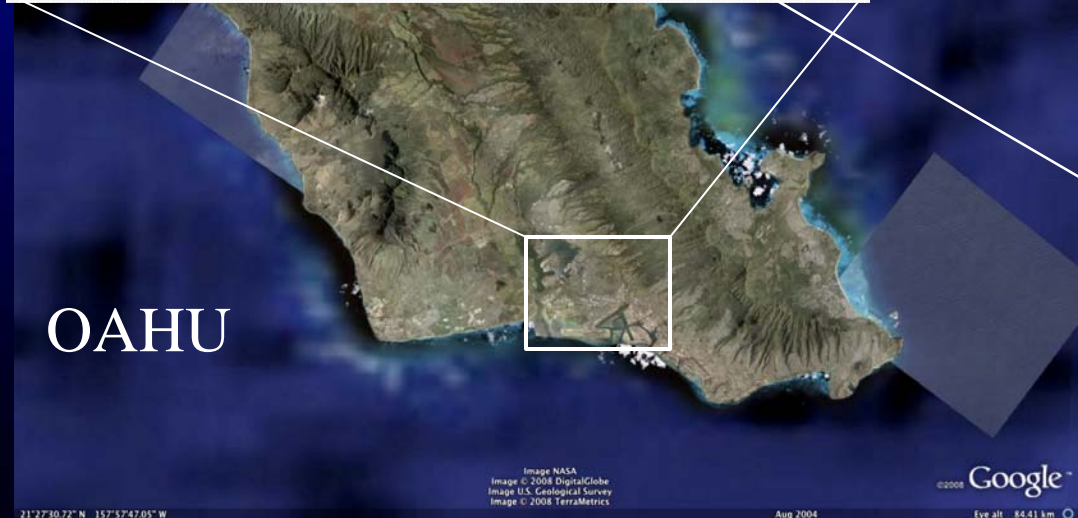 OAHU
Image NASA
Image © 2008 DigitalGlobe
Image U.S. Geological Survey
Image © 2008 TerraMetrics
©2008 Google™
21°27'30.72" N 157°57'47.05" W
Aug 2004
Eye alt 84.41 km